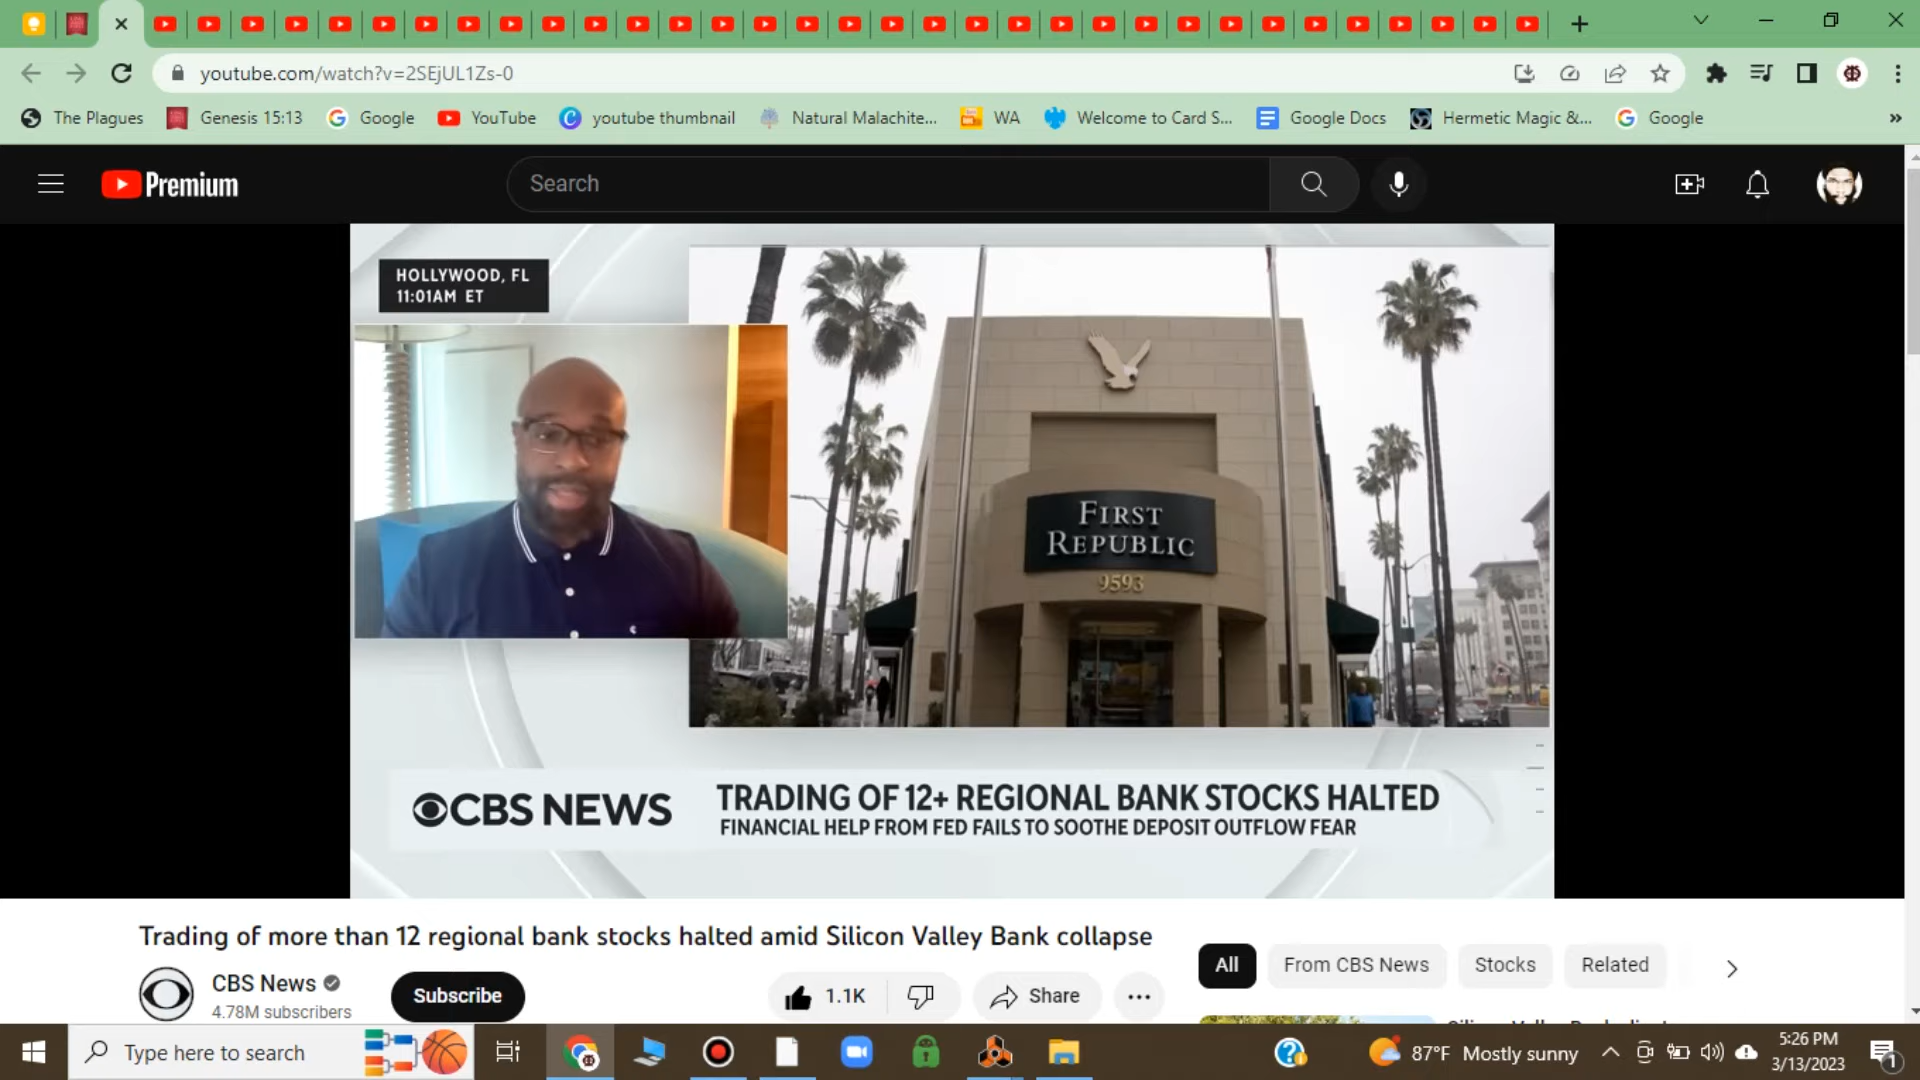 youtube.com/watch?v=2SEjUL1Zs-0
The Plagues
Genesis 15:13
Google
YouTube
youtube thumbnail
Natural Malachite...
WA
Welcome to Card S...
Google Docs
Hermetic Magic &...
Google
»
Premium
Search
HOLLYWOOD, FL
11:01AM ET
FIRST
REPUBLIC
9593
CBS NEWS
TRADING OF 12+ REGIONAL BANK STOCKS HALTED
FINANCIAL HELP FROM FED FAILS TO SOOTHE DEPOSIT OUTFLOW FEAR
Trading of more than 12 regional bank stocks halted amid Silicon Valley Bank collapse
CBS News
4.78M subscribers
Subscribe
1.1K
Share
All
From CBS News
Stocks
Related
Type here to search
87°F Mostly sunny
5:26 PM
3/13/2023
1